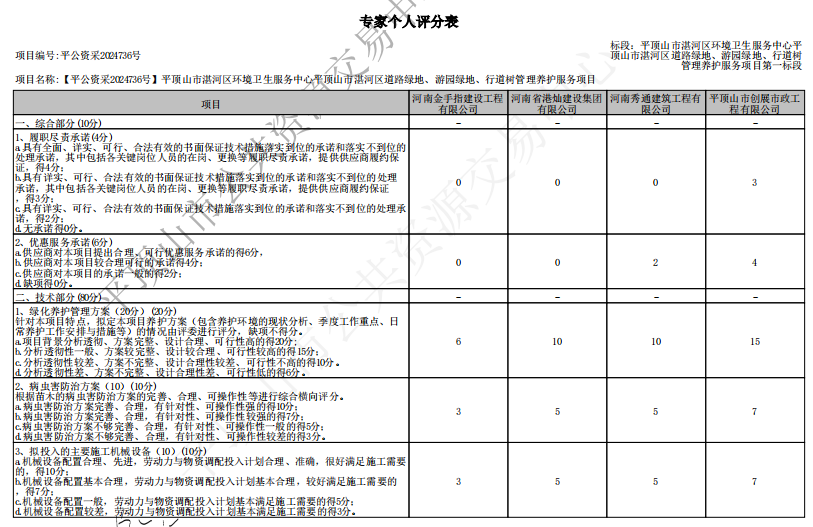 专家个人评分表
项目编号:平公资采2024736号
标段: 平顶山市湛河区环境卫生服务中心平
顶山市湛河区道路绿地、游园绿地、行道树
管理养护服务项目第一标段
项目名称:【平公资采2024736号】平顶山市湛河区环境卫生服务中心平顶山市湛河区道路绿地、游园绿地、行道树管理养护服务项目
项目 河南金手指建设工程 河南省港灿建设集团 河南秀通建筑工程有 平顶山市创展市政工
有限公司 有限公司 限公司 程有限公司
一、综合部分(10分) - - - -
1、履职尽责承诺(4分)
a.具有全面、详实、可行、合法有效的书面保证技术措施落实到位的承诺和落实不到位的
处理承诺，其中包括各关键岗位人员的在岗、更换等履职尽责承诺，提供供应商履约保
证，得4分；
b.具有详实、可行、合法有效的书面保证技术措施落实到位的承诺和落实不到位的处理
承诺，其中包括各关键岗位人员的在岗、更换等履职尽责承诺，提供供应商履约保证
，得3分；
c.具有详实、可行、合法有效的书面保证技术措施落实到位的承诺和落实不到位的处理承
诺，得2分；
d.无承诺得0分。
0 0 0 3
2、优惠服务承诺(6分)
a.供应商对本项目提出合理、可行优惠服务承诺的得6分，
b.供应商对本项目较合理可行的承诺得4分；
c.供应商对本项目的承诺一般的得2分；
d.缺项得0分。
0 0 2 4
二、技术部分(80分) - - - -
1、绿化养护管理方案（20分）(20分)
针对本项目特点，拟定本项目养护方案（包含养护环境的现状分析、季度工作重点、日
常养护工作安排与措施等）的情况由评委进行评分，缺项不得分。
a.项目背景分析透彻、方案完整、设计合理、可行性高的得20分;
b.分析透彻性一般、方案较完整、设计较合理、可行性较高的得15分；
c.分析透彻性较差、方案不完整、设计合理性较差、可行性不高的得10分。
d.分析透彻性差、方案不完整、设计合理性差、可行性低的得6分。
6 10 10 15
2、病虫害防治方案（10）(10分)
根据苗木的病虫害防治方案的完善、合理、可操作性等进行综合横向评分。
a.病虫害防治方案完善、合理，有针对性、可操作性强的得10分；
b.病虫害防治方案完善、合理，有针对性、可操作性较强的得7分；
c.病虫害防治方案不够完善、合理，有针对性、可操作性一般的得5分；
d.病虫害防治方案不够完善、合理，有针对性、可操作性较差的得3分。
3 5 5 7
3、拟投入的主要施工机械设备（10）(10分)
a.机械设备配置合理、先进，劳动力与物资调配投入计划合理、准确，很好满足施工需要
的，得10分；
b.机械设备配置基本合理，劳动力与物资调配投入计划基本合理，较好满足施工需要的
，得7分；
c.机械设备配置一般，劳动力与物资调配投入计划基本满足施工需要的得5分；
d.机械设备配置较差，劳动力与物资调配投入计划基本满足施工需要的得3分。
3 5 5 7